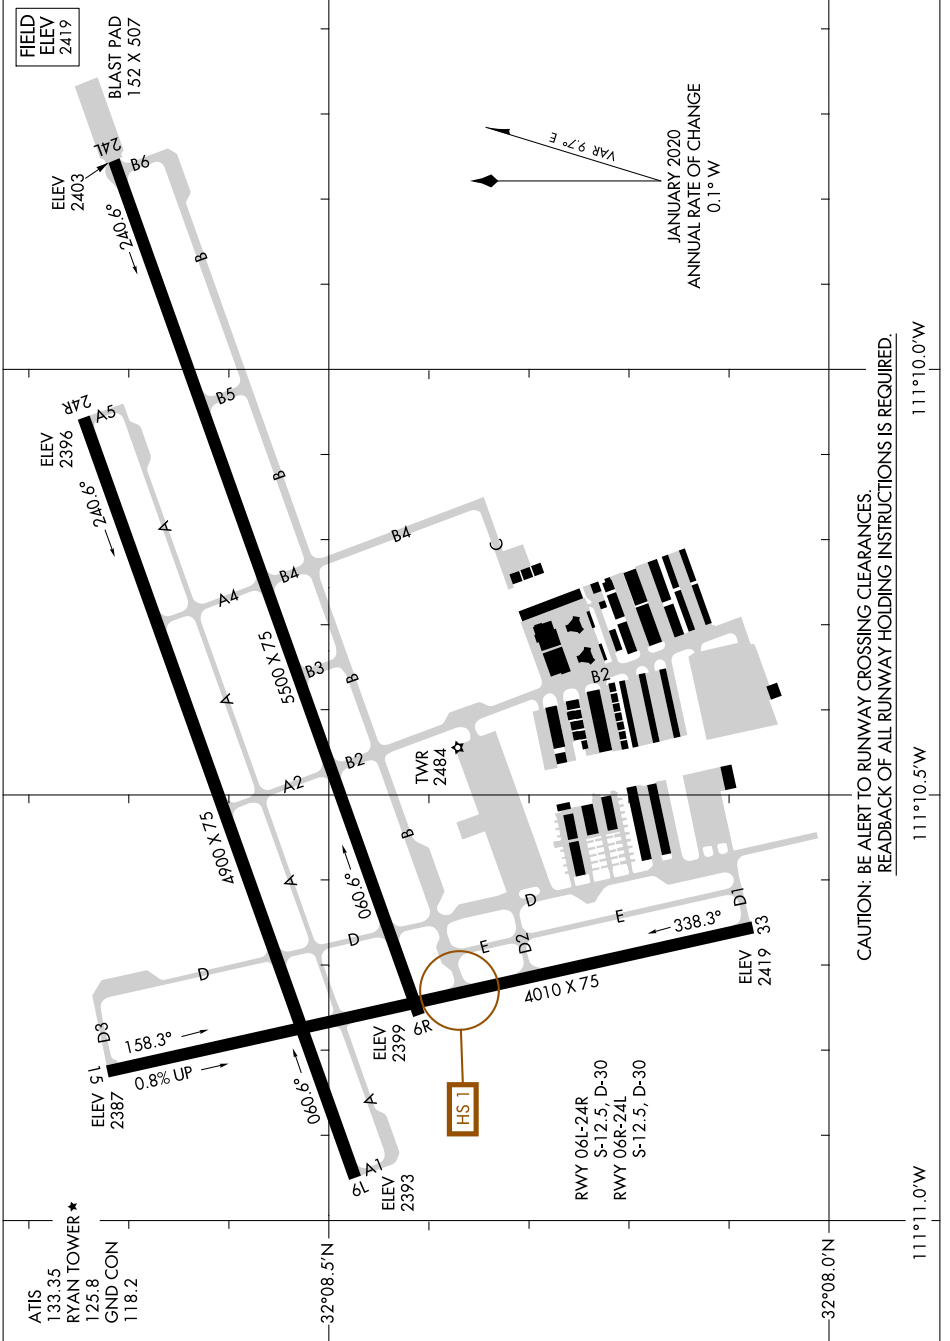 FIELD
ELEV
2419
BLAST PAD
152 X 507
24L
ELEV
2403
B6
240.6°
B
VAR 9.7° E
JANUARY 2020
ANNUAL RATE OF CHANGE
0.1° W
24R
ELEV
2396
A5
240.6°
B5
A
B
111°10.0'W
B4
C
A4
B4
5500 X 75
B3
B
A
B2
TWR
2484
B2
A2
111°10.5'W
4900 X 75
060.6°
B
A
D
D
D
E
E
D1
D2
338.3°
33
ELEV
2419
4010 X 75
D3
158.3°
0.8% UP
15
ELEV
2387
ELEV
2399
6R
HS 1
060.6°
A
A1
6L
ELEV
2393
RWY 06L-24R
S-12.5, D-30
RWY 06R-24L
S-12.5, D-30
ATIS
133.35
RYAN TOWER★
125.8
GND CON
118.2
32°08.5'N
32°08.0'N
111°11.0'W
CAUTION: BE ALERT TO RUNWAY CROSSING CLEARANCES.
READBACK OF ALL RUNWAY HOLDING INSTRUCTIONS IS REQUIRED.